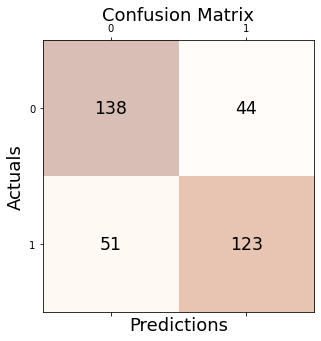 Confusion Matrix
0 1
0 138 44
Actuals
1 51 123
Predictions